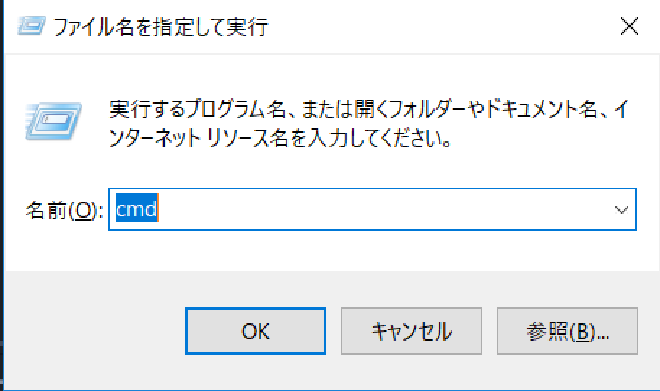 ファイル名を指定して実行
実行するプログラム名、または開くフォルダーやドキュメント名、イ
ンターネット リソース名を入力してください。
名前(O): cmd
OK キャンセル 参照(B)...